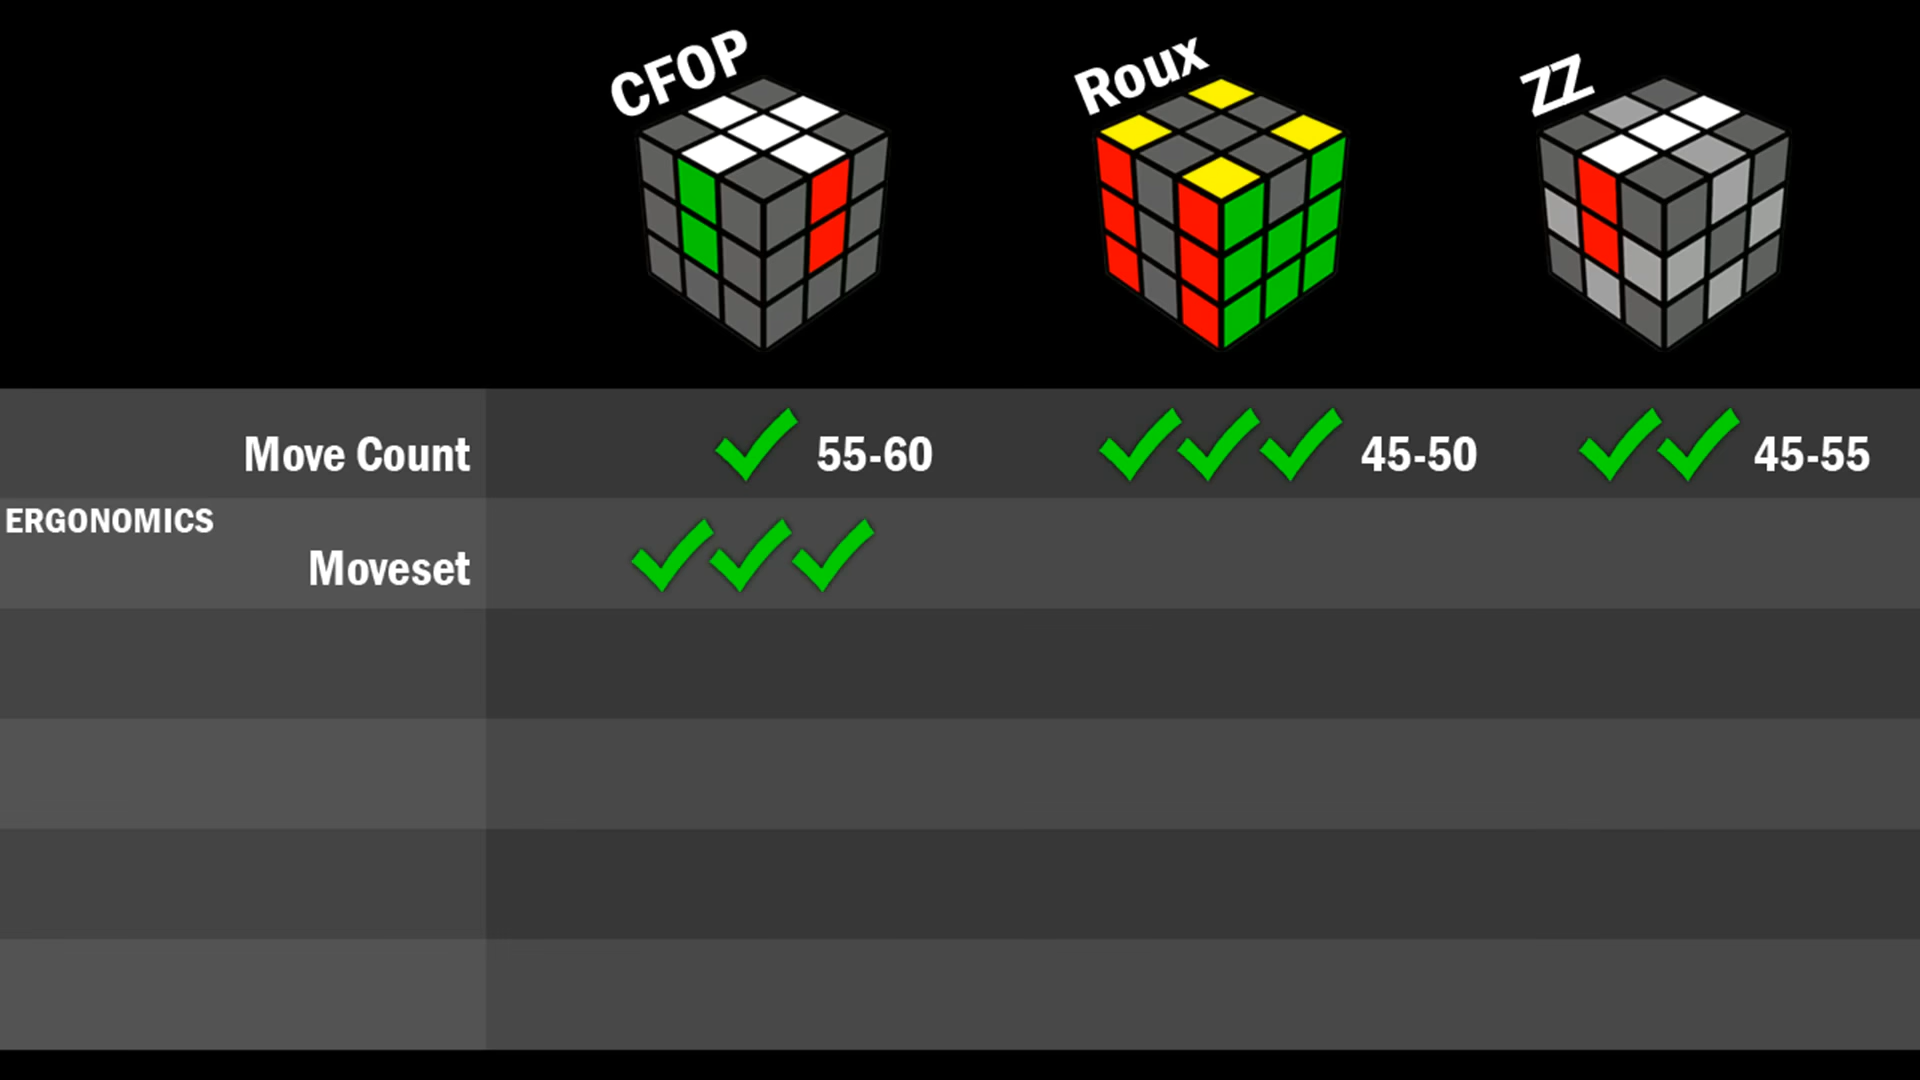 CFOP
Roux
ZZ
Move Count 55-60 45-50 45-55
ERGONOMICS
Moveset